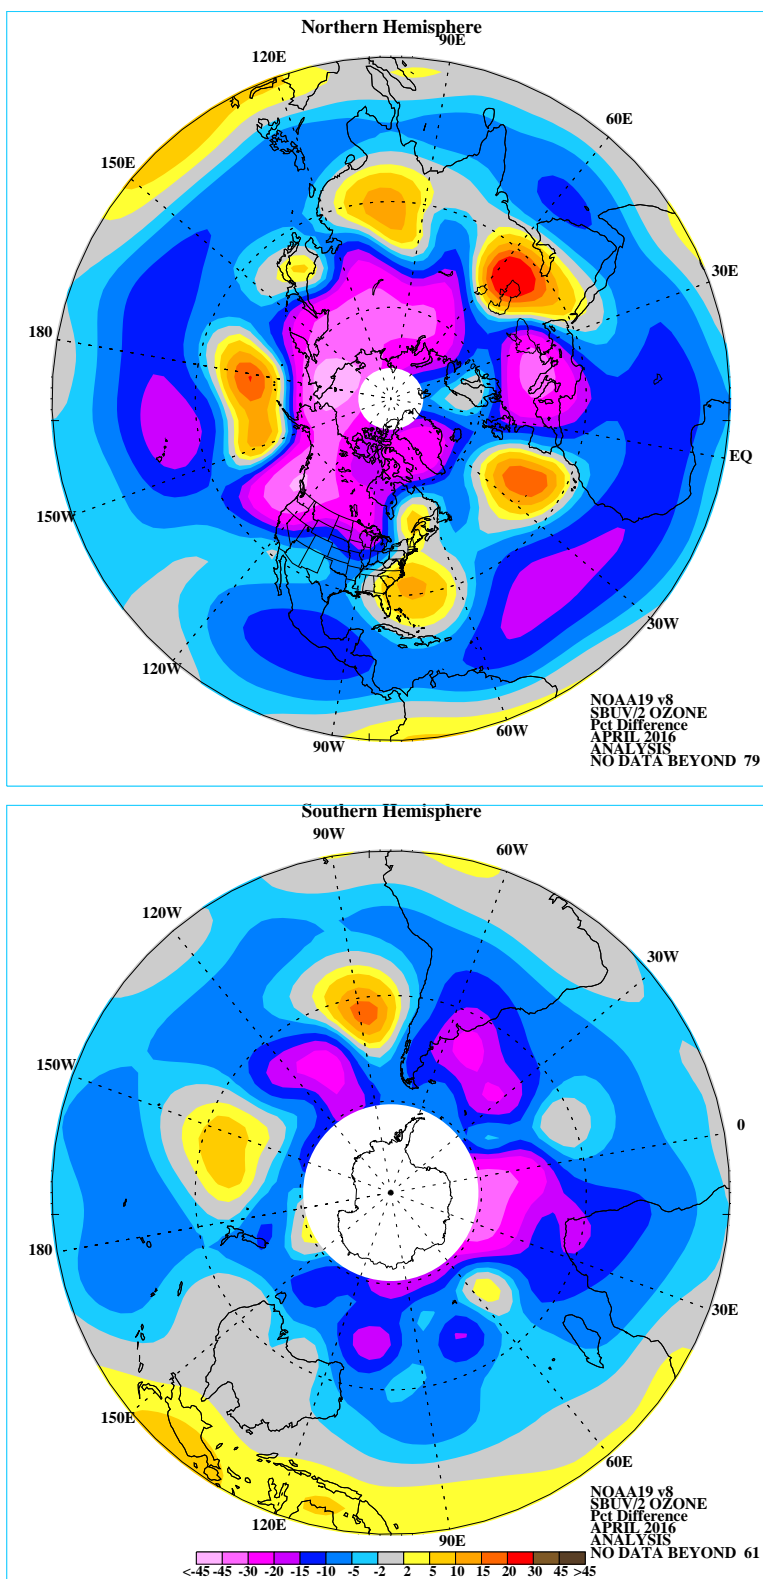 Northern Hemisphere
90E
120E
60E
150E
30E
180
EQ
150W
30W
120W
60W
90W
NOAA19 v8
SBUV/2 OZONE
Pct Difference
APRIL 2016
ANALYSIS
NO DATA BEYOND 79
Southern Hemisphere
90W
60W
120W
30W
150W
0
180
30E
150E
60E
120E
90E
NOAA19 v8
SBUV/2 OZONE
Pct Difference
APRIL 2016
ANALYSIS
NO DATA BEYOND 61
<-45 -45 -30 -20 -15 -10 -5 -2 2 5 10 15 20 30 45 >45